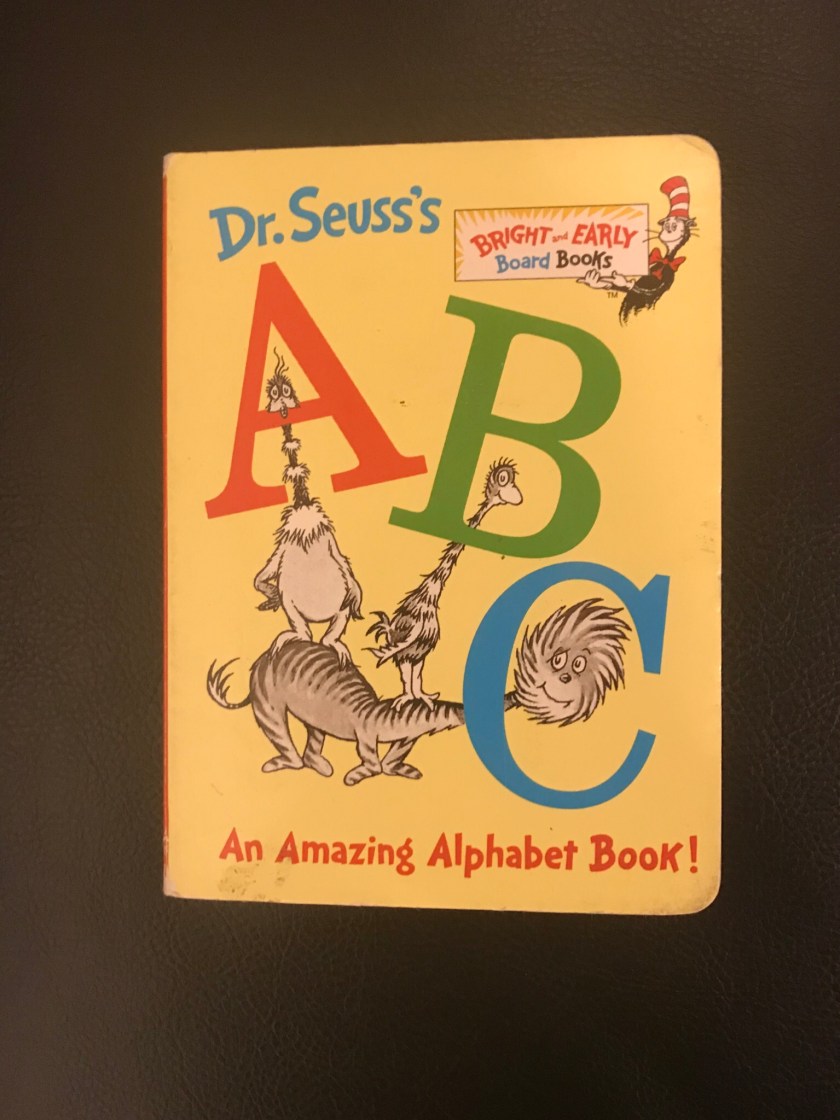 Dr. Seuss's
BRIGHT and EARLY
Board Books
TM
A
B
C
An Amazing Alphabet Book!